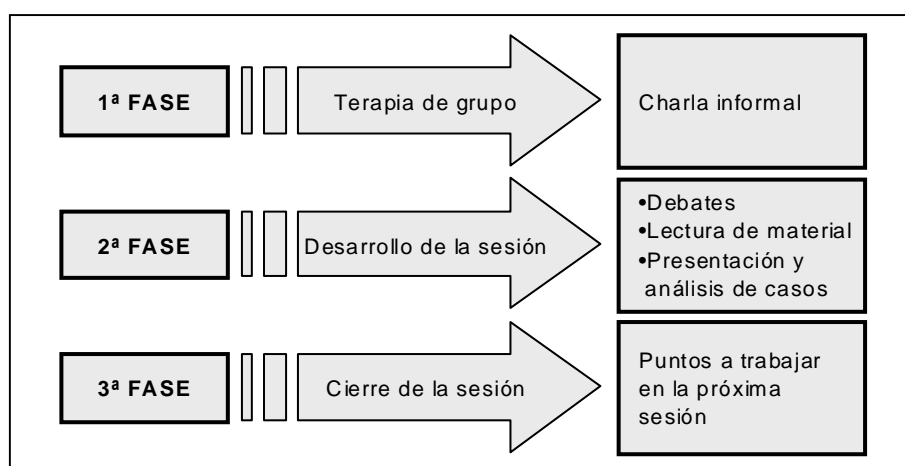 1ª FASE
Terapia de grupo
Charla informal
2ª FASE
Desarrollo de la sesión
•Debates
•Lectura de material
•Presentación y
análisis de casos
3ª FASE
Cierre de la sesión
Puntos a trabajar
en la próxima
sesión